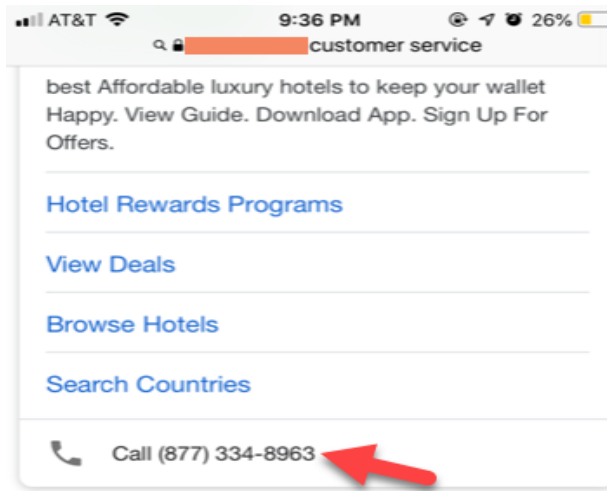 AT&T 9:36 PM 26%
customer service
best Affordable luxury hotels to keep your wallet
Happy. View Guide. Download App. Sign Up For
Offers.
Hotel Rewards Programs
View Deals
Browse Hotels
Search Countries
Call (877) 334-8963